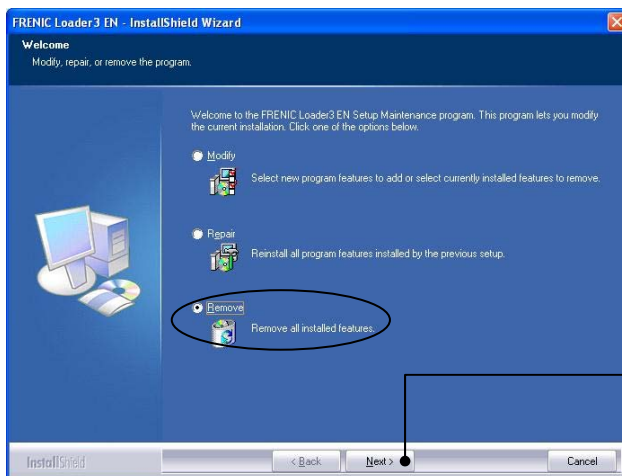 FRENIC Loader3 EN - InstallShield Wizard
Welcome
Modify, repair, or remove the program.
Welcome to the FRENIC Loader3 EN Setup Maintenance program. This program lets you modify
the current installation. Click one of the options below.
Modify
Select new program features to add or select currently installed features to remove.
Repair
Reinstall all program features installed by the previous setup.
Remove
Remove all installed features.
InstallShield
< Back
Next >
Cancel